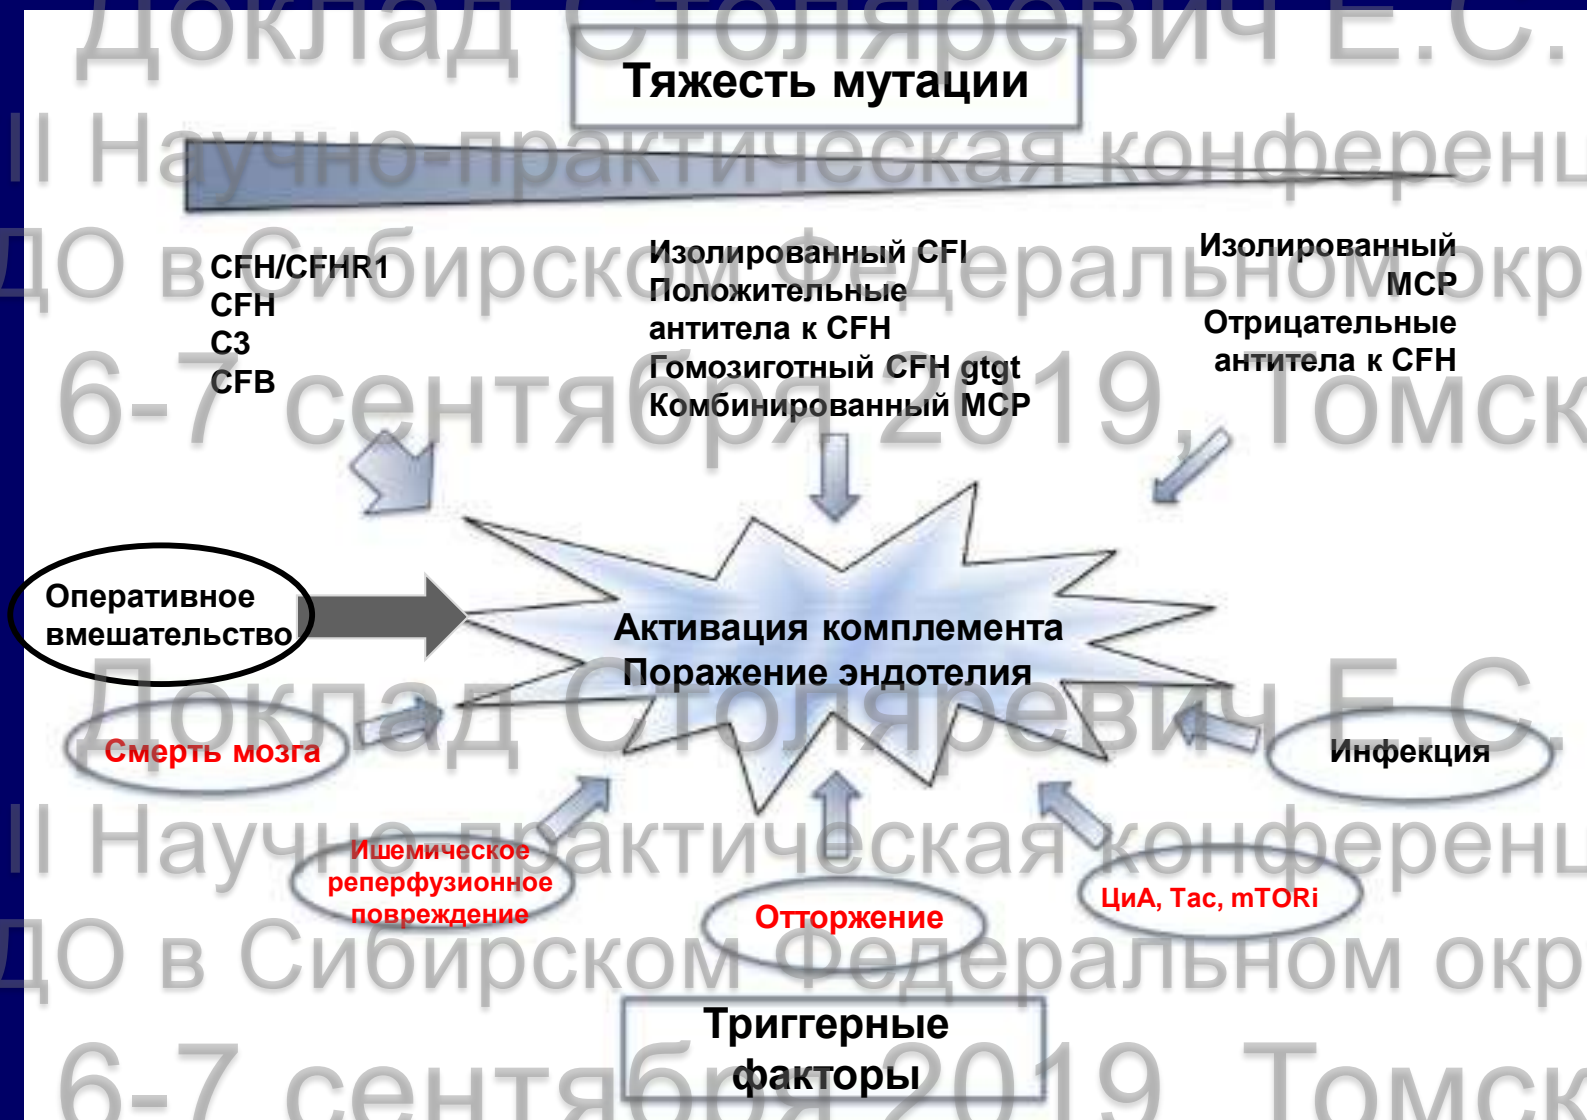 Доклад Столяревич Е.С.
Тяжесть мутации
II Научно-практическая конференц
CFH/CFHR1
CFH
C3
CFB
Изолированный CFI
Положительные
антитела к CFH
Гомозиготный CFH gtgt
Комбинированный MCP
Изолированный
MCP
Отрицательные
антитела к CFH
ДО в Сибирском Федеральном окр
6-7 сентября 2019, Томск
Оперативное
вмешательство
Активация комплемента
Поражение эндотелия
Доклад Столяревич Е.С.
Смерть мозга
Инфекция
II Научно-практическая конференц
Ишемическое
реперфузионное
повреждение
Отторжение
ЦиА, Tac, mTORi
ДО в Сибирском Федеральном окр
Триггерные
факторы
6-7 сентября 2019, Томск